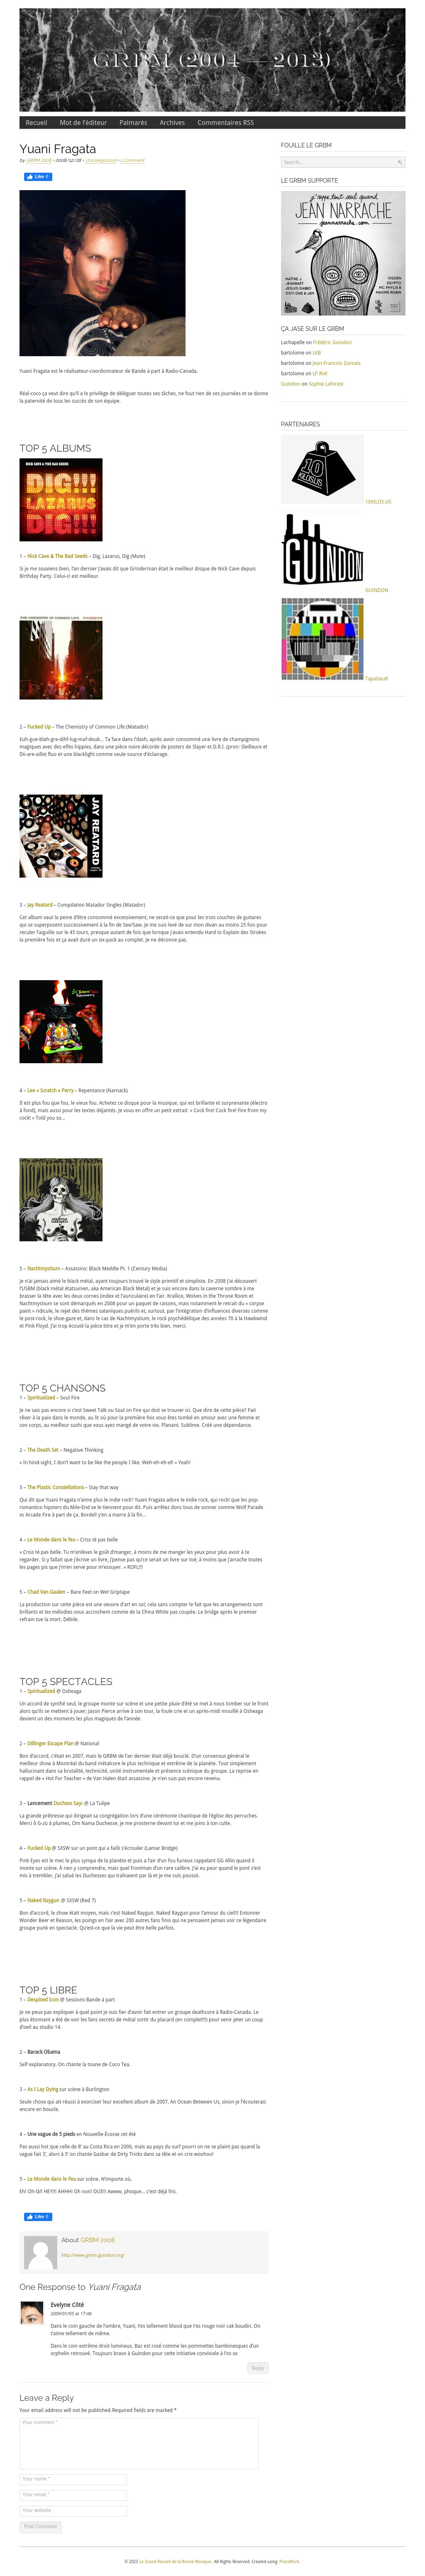 GRBM (2004 — 2013)
Recueil Mot de l'éditeur Palmarès Archives Commentaires RSS
Yuani Fragata
by GRBM 2008 • 2008/12/28 • Uncategorized • 1 Comment
Like 0
Yuani Fragata est le réalisateur-coordonnateur de Bande à part à Radio-Canada.
Réal-coco ça veut dire qu'il a le privilège de déléguer toutes ses tâches, ne fout rien de ses journées et se donne
la paternité de tous les succès de son équipe.
TOP 5 ALBUMS
NICK CAVE & THE BAD SEEDS
DIG!!!
LAZARUS
DIG!!!
1 – Nick Cave & The Bad Seeds – Dig, Lazarus, Dig (Mute)
Si je me souviens bien, l'an dernier j'avais dit que Grinderman était le meilleur disque de Nick Cave depuis
Birthday Party. Celui-ci est meilleur.
THE CHEMISTRY OF COMMON LIFE
2 – Fucked Up – The Chemistry of Common Life (Matador)
Euh-gue-blah-gre-dihf-lug-maf-douk… Ta face dans l'dash, après avoir consommé une livre de champignons
magiques avec des elfes hippies, dans une pièce noire décorée de posters de Slayer et D.R.I. (pron: Sleilleure et
Dii-are-aille) fluo et une blacklight comme seule source d'éclairage.
JAY REATARD
3 – Jay Reatard – Compilation Matador Singles (Matador)
Cet album vaut la peine d'être consommé excessivement, ne serait-ce que pour les trois couches de guitares
qui se superposent successivement à la fin de See/Saw. Je me suis levé de sur mon divan au moins 25 fois pour
reculer l'aiguille sur le 45 tours, presque autant de fois que lorsque j'avais entendu Hard to Explain des Strokes
la première fois et ça avait duré un six-pack au complet. Je ne déconne pas.
4 – Lee « Scratch » Perry – Repentance (Narnack)
Il est plus fou que fou, le vieux fou. Achetez ce disque pour la musique, qui est brillante et surprenante (électro
à fond), mais aussi pour les textes déjantés. Je vous en offre un petit extrait: « Cock fire! Cock fire! Fire from my
cock! » Told you so…
5 – Nachtmystium – Assassins: Black Meddle Pt. 1 (Century Media)
Je n'ai jamais aimé le black métal, ayant toujours trouvé le style primitif et simpliste. En 2008 j'ai découvert
l'USBM (black métal étatsunien, aka American Black Metal) et je suis encore dans la caverne sombre à me
brasser la tête avec les deux cornes (index et l'auriculaire) en l'air. Krallice, Wolves in the Throne Room et
Nachtmystium se sont démarqués en 2008 pour un paquet de raisons, mais notamment le retrait du « corpse
paint » ridicule, le rejet des thèmes sataniques puérils et, surtout, par l'intégration d'influences diverses comme
le post-rock, le shoe-gaze et, dans le cas de Nachtmystium, le rock psychédélique des années 70 à la Hawkwind
et Pink Floyd. J'ai trop écouté la pièce titre et je m'en porte très bien, merci.
TOP 5 CHANSONS
1 – Spiritualized – Soul Fire
Je ne sais pas encore si c'est Sweet Talk ou Soul on Fire qui doit se trouver ici. Que dire de cette pièce? Fait
rêver à la paix dans le monde, au lit où pour la première fois vous êtes tombé en amour avec une femme et
son corps, au meilleur sushi que vous ayez mangé de votre vie. Planant. Sublime. Créé une dépendance.
2 – The Death Set – Negative Thinking
« In hind-sight, I don't want to be like the people I like. Weh-eh-eh-ell » Yeah!
3 – The Plastic Constellations – Stay that way
Qui dit que Yuani Fragata n'aime plus le indie rock? Yuani Fragata adore le indie rock, qui rock! que les pop-
romantico hipsters du Mile-End se le tiennent pour dit. Puis arrêtez donc tous de sonner comme Wolf Parade
vs Arcade Fire à part de ça. Bordel! y'en a marre à la fin…
4 – Le Monde dans le feu – Criss té pas belle
« Criss té pas belle. Tu m'enlèves le goût d'manger, à moins de me manger les yeux pour plus avoir à te
regarder. Si y fallait que j'écrive un livre, j'pense pas qu'ce serait un livre sur toé, à moins que j'arrache toutes
les pages pis que j'm'en serve pour m'essuyer. » ROFL!!!
5 – Chad Van Gaalen – Bare Feet on Wet Griptape
La production sur cette pièce est une oeuvre d'art en soi, cela sans compter le fait que les arrangements sont
brillants et les mélodies vous accrochent comme de la China White pas coupée. Le bridge après le premier
refrain tue la mort. Débile.
TOP 5 SPECTACLES
1 – Spiritualized @ Osheaga
Un accord de synthé seul, le groupe monte sur scène et une petite pluie d'été se met à nous tomber sur le front
alors qu'ils se mettent à jouer; Jason Pierce arrive à son tour, la foule crie et un après-midi mouillé à Osheaga
devient un des moments les plus magiques de l'année.
2 – Dillinger Escape Plan @ National
Bon d'accord, c'était en 2007, mais le GRBM de l'an dernier était déjà bouclé. D'un consensus général le
meilleur show à Montréal du band métalcore le plus technique et extrême de la planète. Tout simplement
hallucinant dans sa brutalité, technicité, unité instrumentale et présence scénique du groupe. La reprise en
rappel de « Hot For Teacher » de Van Halen était assassine. Je n'en suis pas encore revenu.
3 – Lancement Duchess Says @ La Tulipe
La grande prêtresse qui dirigeait sa congrégation lors d'une cérémonie chaotique de l'église des perruches.
Merci ô G-du à plumes, Om Nama Duchesse, je me prosterne devant toi et me joins à ton culte.
4 – Fucked Up @ SXSW sur un pont qui a failli s'écrouler (Lamar Bridge)
Pink Eyes est le mec le plus sympa de la planète et puis a l'air d'un fou furieux rappelant GG Allin quand il
monte sur une scène. À n'en y comprendre, mais quel frontman d'un rare calibre. J'ai eu peur quand le pont s'est
mis à trembler, j'ai salué les Duchesses qui traînaient par là et je me suis poussé.
5 – Naked Raygun @ SXSW (Red 7)
Bon d'accord, le show était moyen, mais c'est Naked Raygun. Naked Raygun pour l'amour du ciel!!! Entonner
Wonder Beer et Reason, les poings en l'air avec 200 autres fans finis qui ne pensaient jamais voir ce légendaire
groupe punk en spectacle. Qu'est-ce que la vie peut être belle parfois.
TOP 5 LIBRE
1 – Despised Icon @ Sessions Bande à part
Je ne peux pas expliquer à quel point je suis fier d'avoir fait entrer un groupe deathcore à Radio-Canada. Le
plus étonnant a été de voir les fans secrets de métal sortir du placard (en complet!!!) pour venir jeter un coup
d'oeil au studio 14.
2 – Barack Obama
Self explanatory. On chante la toune de Coco Tea.
3 – As I Lay Dying sur scène à Burlington
Seule chose qui ait réussi à exorciser leur excellent album de 2007, An Ocean Between Us, sinon je l'écouterais
encore en boucle.
4 – Une vague de 5 pieds en Nouvelle-Écosse cet été
Pas aussi hot que celle de 8' au Costa Rica en 2006, mais au pays du surf pourri on ne se plaint pas quand la
vague fait 3', alors à 5' on chante Gasbar de Dirty Tricks dans sa tête et on crie woohoo!
5 – Le Monde dans le Feu sur scène. N'importe où.
Eh! Oh-là!! HEY!!! AHHH! Oh non! OUI!!! Awww, phoque… c'est déjà fini.
Like 0
About GRBM 2008
http://www.grbm.guindon.org/
One Response to Yuani Fragata
Evelyne Côté
2009/01/05 at 17:48
Dans le coin gauche de l'ombre, Yuani, t'es tellement blood que t'es rouge noir cak boudin. On
t'aime tellement de même.
Dans le coin extrême droit lumineux, Baz est rosé comme les pommettes bambinesques d'un
orphelin retrouvé. Toujours bravo à Guindon pour cette initiative conviviale à l'os xx
Reply
Leave a Reply
Your email address will not be published.Required fields are marked *
Your comment *
Your name *
Your email *
Your website
Post Comment
FOUILLE LE GRBM
Search...
LE GRBM SUPPORTE
j'rappe tout seul quand
JEAN NARRACHE
jeannarrache.com
MAITRE J
JEANBART
GUIBS GABIS
OSTI-ONE & JAM
OGDEN
EGYPTO
MC PHYLIS &
NAVIRE ROBIN
ÇA JASE SUR LE GRBM
Lachapelle on Frédéric Guindon
bartolome on LKB
bartolome on Jean-Francois Dumais
bartolome on LP Riel
Guindon on Sophie Laforest
PARTENAIRES
10 KILOS
10KILOS.US
GUINDON
GUINDON
TapaGeuR
© 2023 Le Grand Recueil de la Bonne Musique . All Rights Reserved. Created using PressWork.